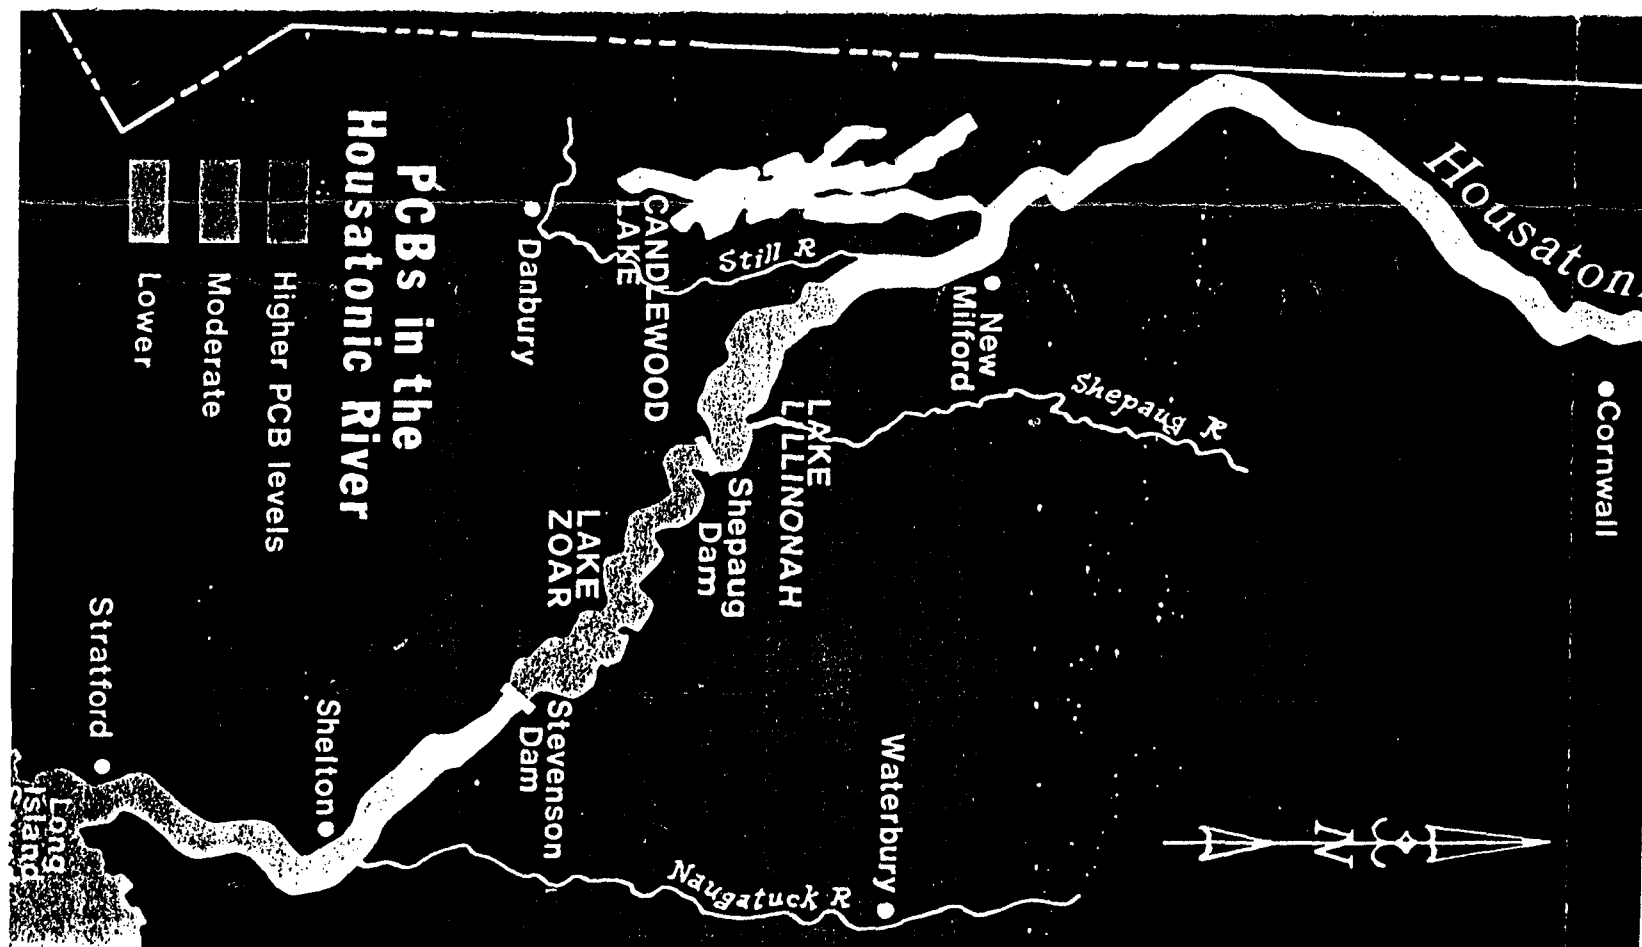 PCBs in the
Housatonic River
Higher PCB levels
Moderate
Lower
Cornwall
Shepaug R
New
Milford
Still R
CANDLEWOOD
LAKE
Danbury
LAKE
LILLINONAH
Shepaug
Dam
LAKE
ZOAR
Stevenson
Dam
Waterbury
Naugatuck R
Shelton
Stratford
Long
Island
N